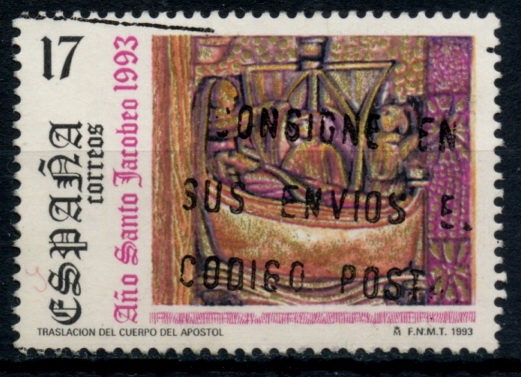 17
ESPAÑA
correos
Año Santo Jacobeo 1993
CONSIGNE EN
SUS ENVIOS E
CODIGO POST
TRASLACION DEL CUERPO DEL APOSTOL
F.N.M.T. 1993